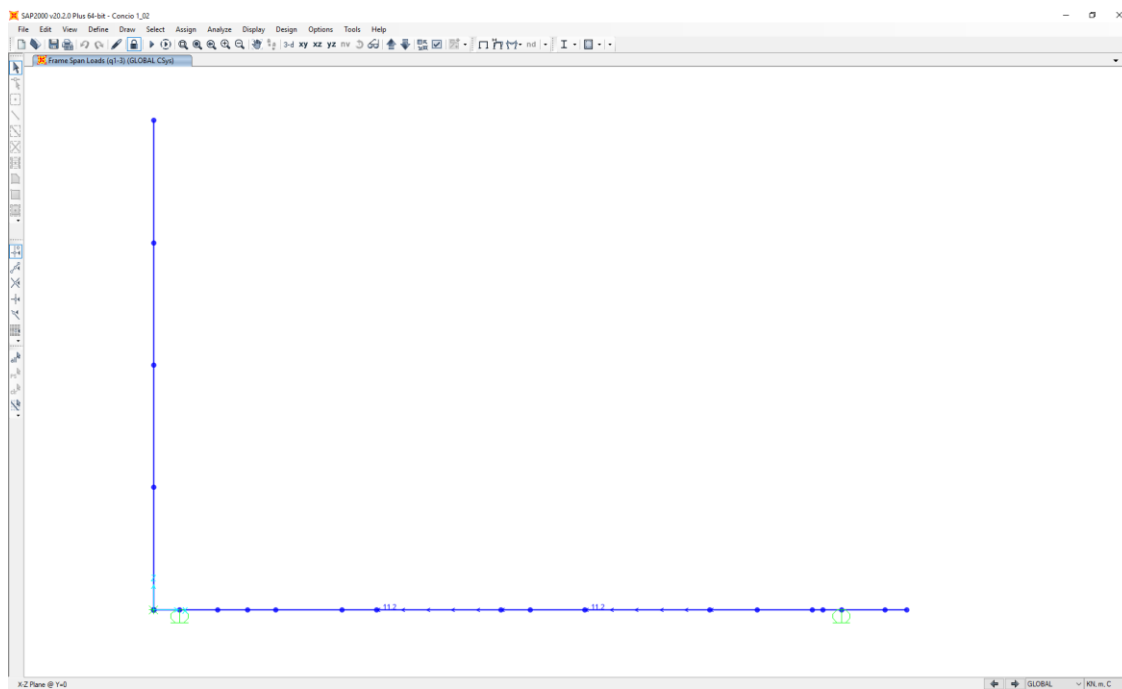 SAP2000 v20.2.0 Plus 64-bit - Concio 1_02
File Edit View Define Draw Select Assign Analyze Display Design Options Tools Help
3-d xy xz yz nv nd
Frame Span Loads (q1-3) (GLOBAL CSys)
11.2 11.2
X-Z Plane @ Y=0 GLOBAL KN, m, C